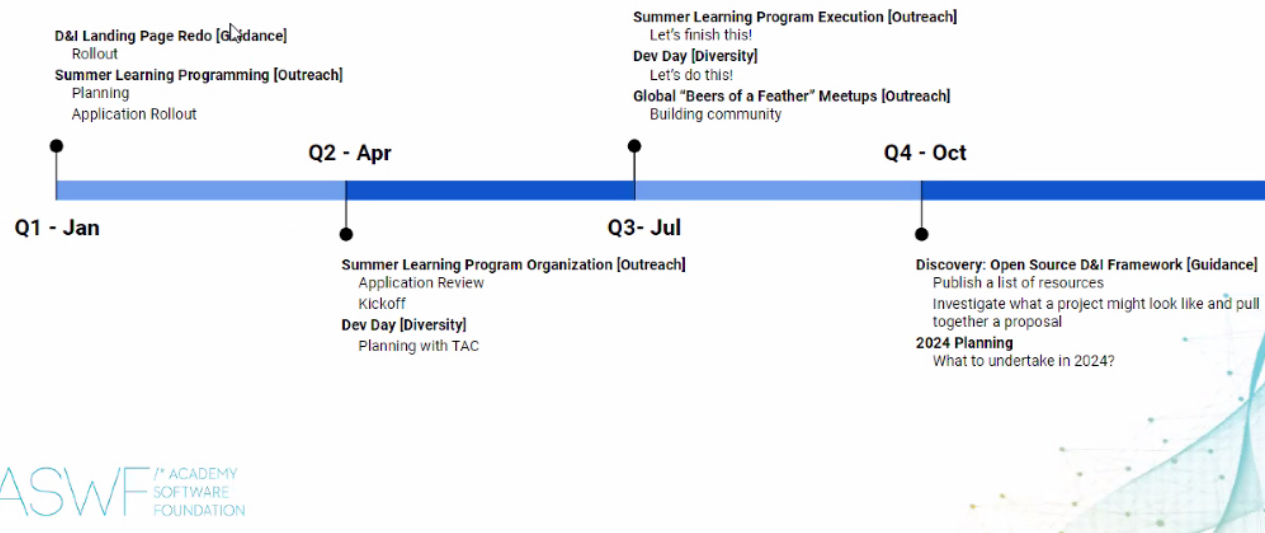 D&I Landing Page Redo [Guidance]
Rollout
Summer Learning Programming [Outreach]
Planning
Application Rollout
Summer Learning Program Execution [Outreach]
Let's finish this!
Dev Day [Diversity]
Let's do this!
Global “Beers of a Feather” Meetups [Outreach]
Building community
Q2 - Apr
Q4 - Oct
Q1 - Jan
Q3- Jul
Summer Learning Program Organization [Outreach]
Application Review
Kickoff
Dev Day [Diversity]
Planning with TAC
Discovery: Open Source D&I Framework [Guidance]
Publish a list of resources
Investigate what a project might look like and pull
together a proposal
2024 Planning
What to undertake in 2024?
ASWF
/* ACADEMY
SOFTWARE
FOUNDATION